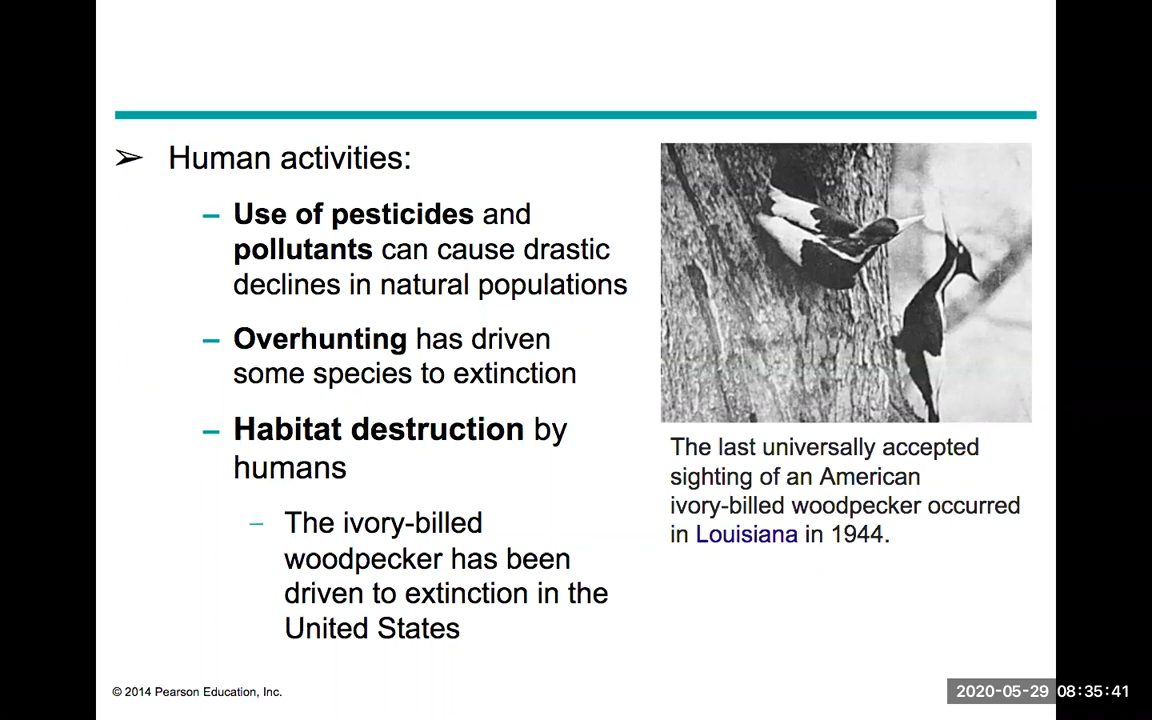 ➢ Human activities:
– Use of pesticides and
pollutants can cause drastic
declines in natural populations
– Overhunting has driven
some species to extinction
– Habitat destruction by
humans
– The ivory-billed
woodpecker has been
driven to extinction in the
United States
The last universally accepted
sighting of an American
ivory-billed woodpecker occurred
in Louisiana in 1944.
© 2014 Pearson Education, Inc.
2020-05-29 08:35:41